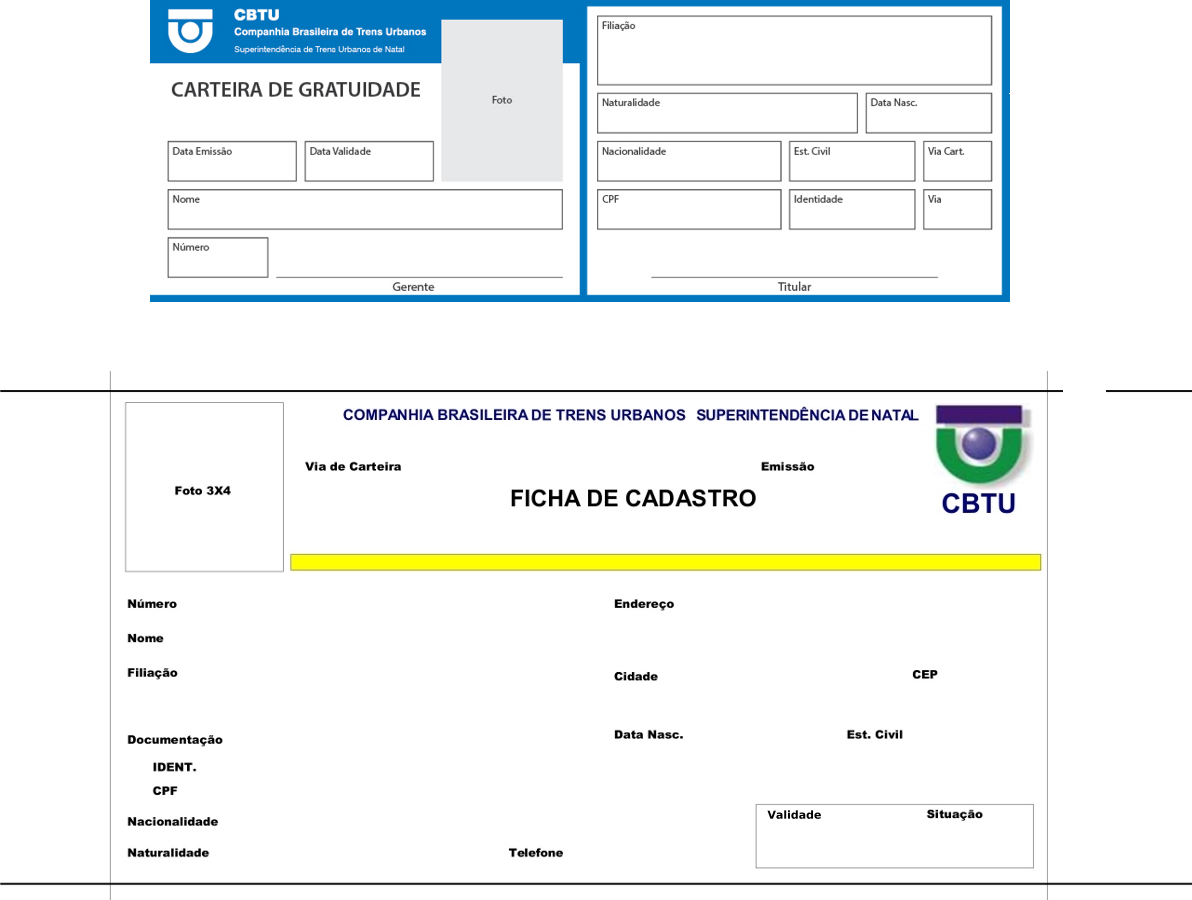 CBTU
Companhia Brasileira de Trens Urbanos
Superintendência de Trens Urbanos de Natal
CARTEIRA DE GRATUIDADE
Foto
Data Emissão
Data Validade
Nome
Número
Gerente
Filiação
Naturalidade
Data Nasc.
Nacionalidade
Est. Civil
Via Cart.
CPF
Identidade
Via
Titular
COMPANHIA BRASILEIRA DE TRENS URBANOS SUPERINTENDÊNCIA DE NATAL
Foto 3X4
Via de Carteira
Emissão
FICHA DE CADASTRO
CBTU
Número
Endereço
Nome
Filiação
Cidade
CEP
Documentação
Data Nasc.
Est. Civil
IDENT.
CPF
Nacionalidade
Validade
Situação
Naturalidade
Telefone